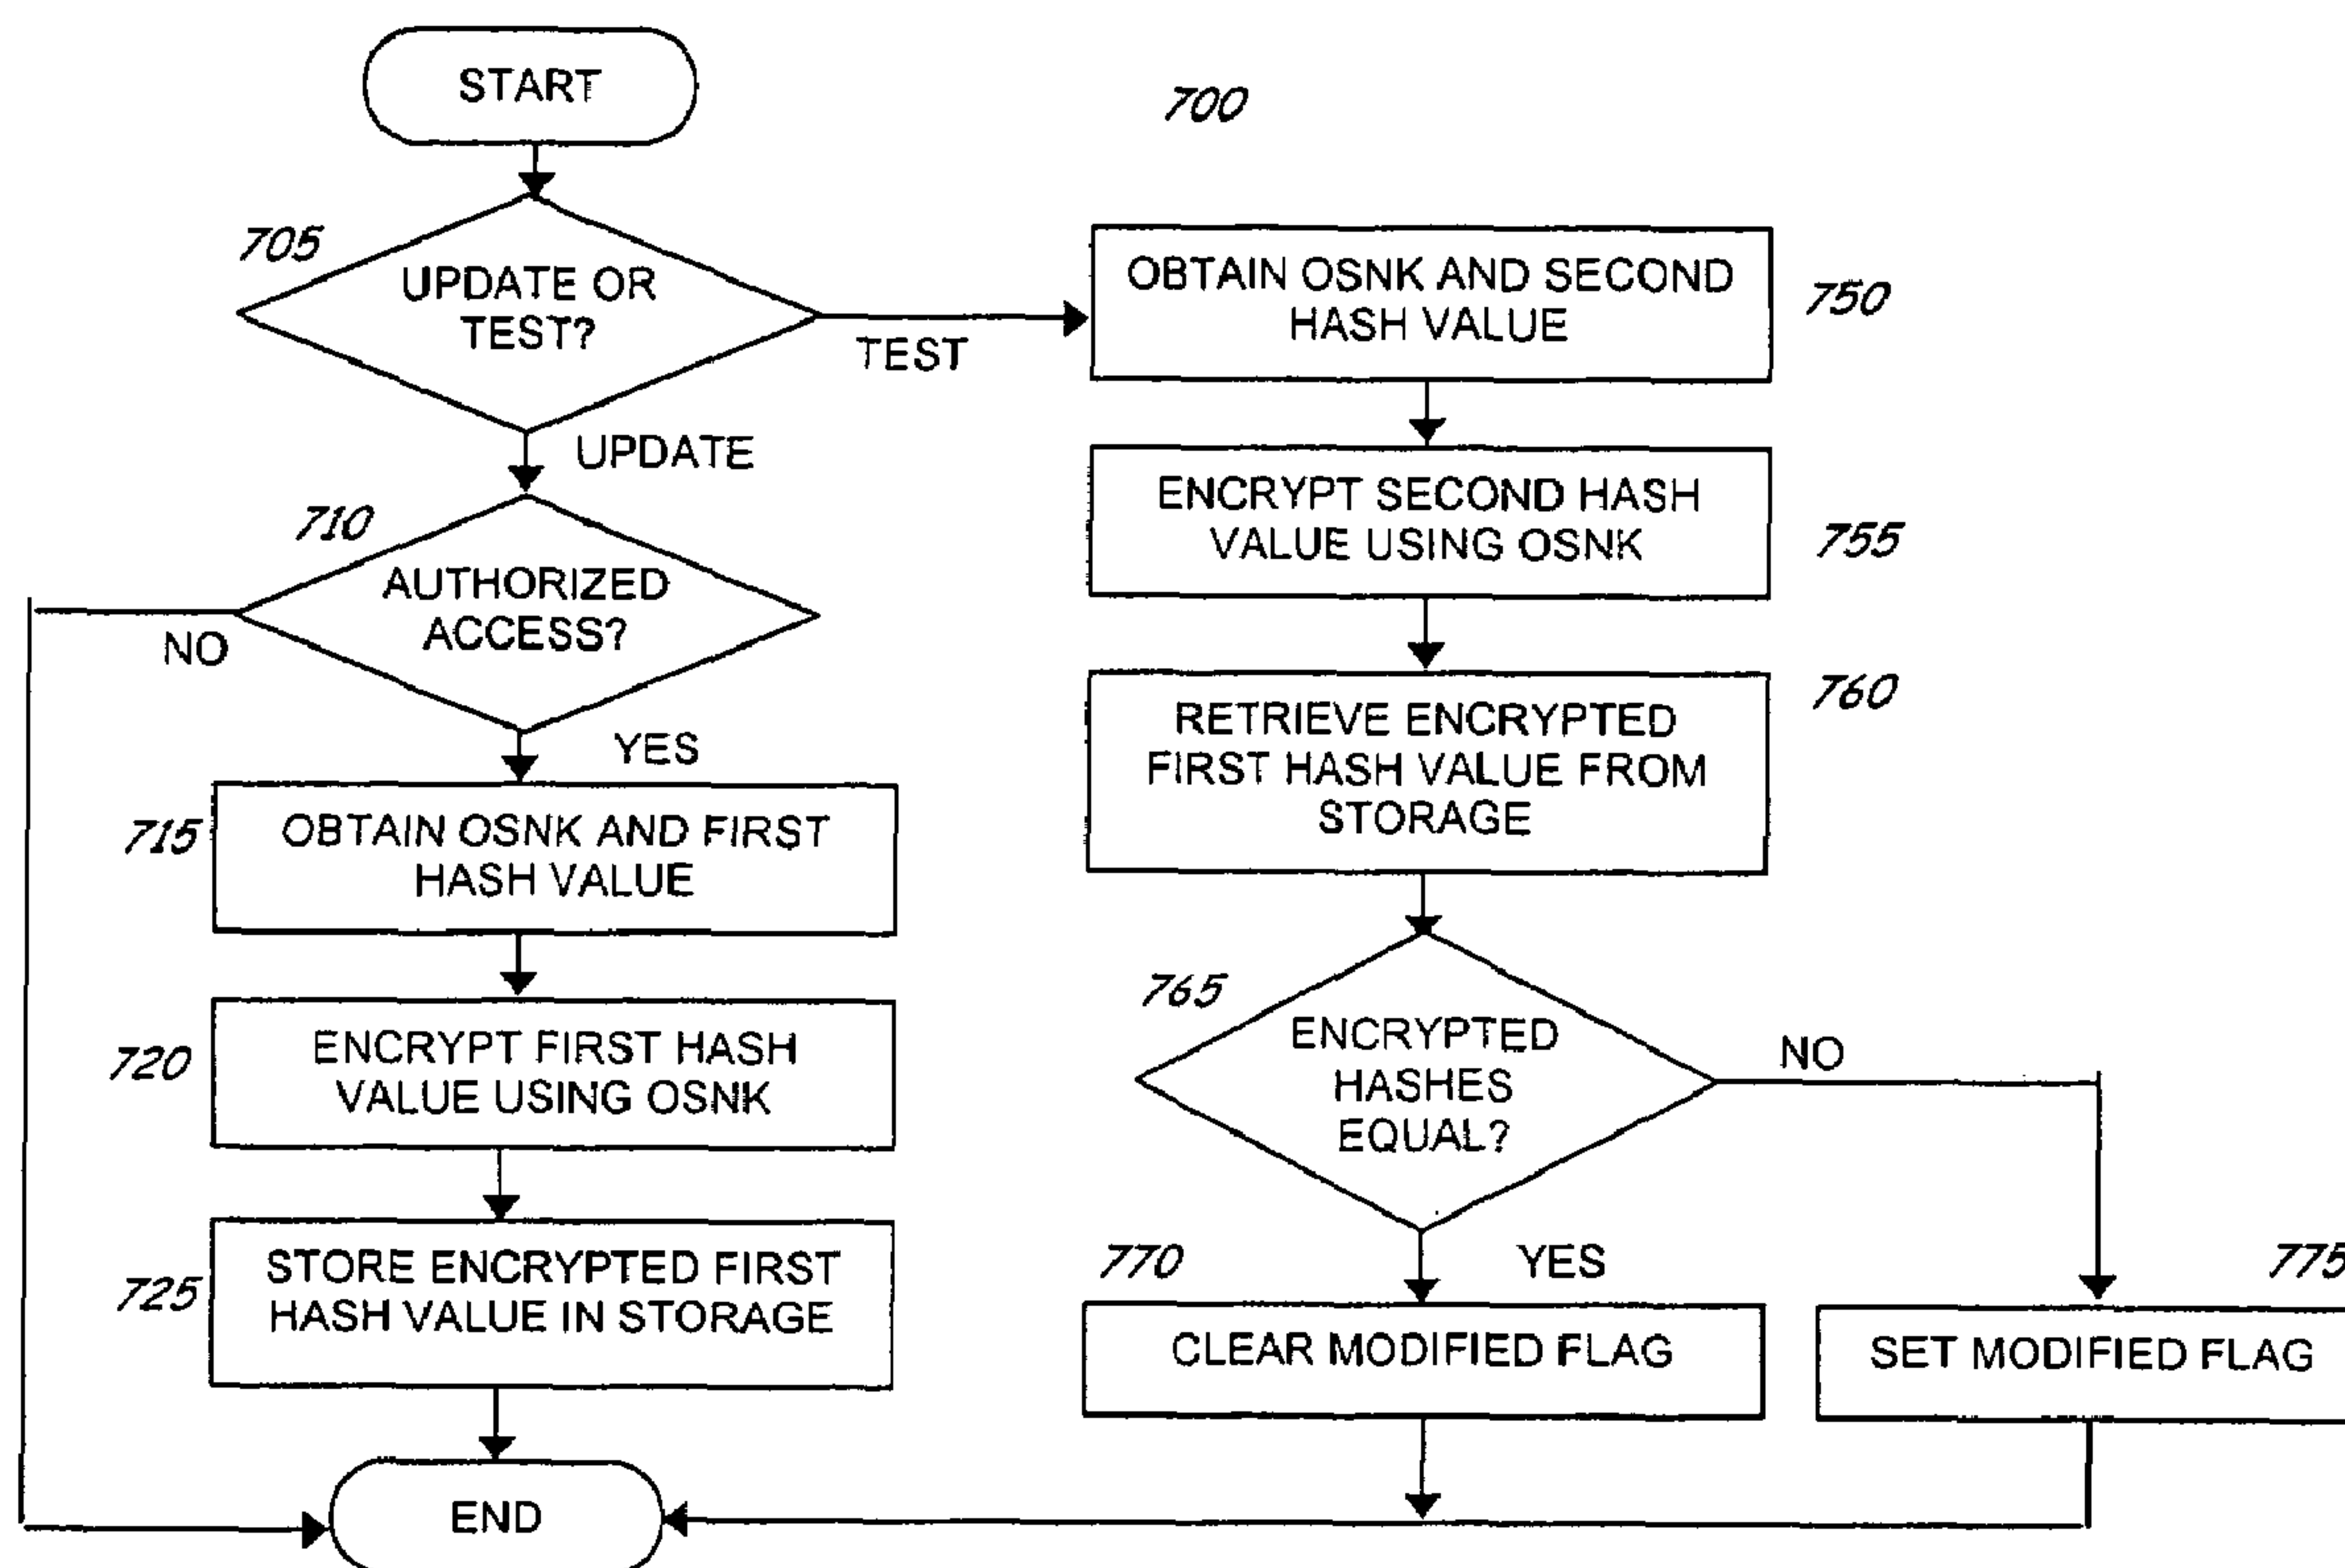 START
700
705
UPDATE OR
TEST?
TEST
UPDATE
710
AUTHORIZED
ACCESS?
NO
YES
715
OBTAIN OSNK AND FIRST
HASH VALUE
720
ENCRYPT FIRST HASH
VALUE USING OSNK
725
STORE ENCRYPTED FIRST
HASH VALUE IN STORAGE
END
OBTAIN OSNK AND SECOND
HASH VALUE
750
ENCRYPT SECOND HASH
VALUE USING OSNK
755
RETRIEVE ENCRYPTED
FIRST HASH VALUE FROM
STORAGE
760
765
ENCRYPTED
HASHES
EQUAL?
NO
YES
770
CLEAR MODIFIED FLAG
775
SET MODIFIED FLAG